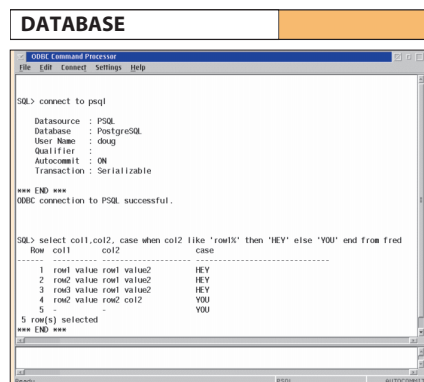 DATABASE
ODBC Command Processor
File Edit Connect Settings Help
SQL> connect to psql
Datasource : PSQL
Database : PostgreSQL
User Name : doug
Qualifier :
Autocommit : ON
Transaction : Serializable
*** END ***
ODBC connection to PSQL successful.
SQL> select col1,col2, case when col2 like 'row1%' then 'HEY' else 'YOU' end from fred
Row col1 col2 case
------ ---------- -------------------- ------------------------------
1 row1 value row1 value2 HEY
2 row2 value row1 value2 HEY
3 row3 value row1 value2 HEY
4 row2 value row2 col2 YOU
5 - - YOU
5 row(s) selected
*** END ***
Ready PSQL AUTOCOMMIT